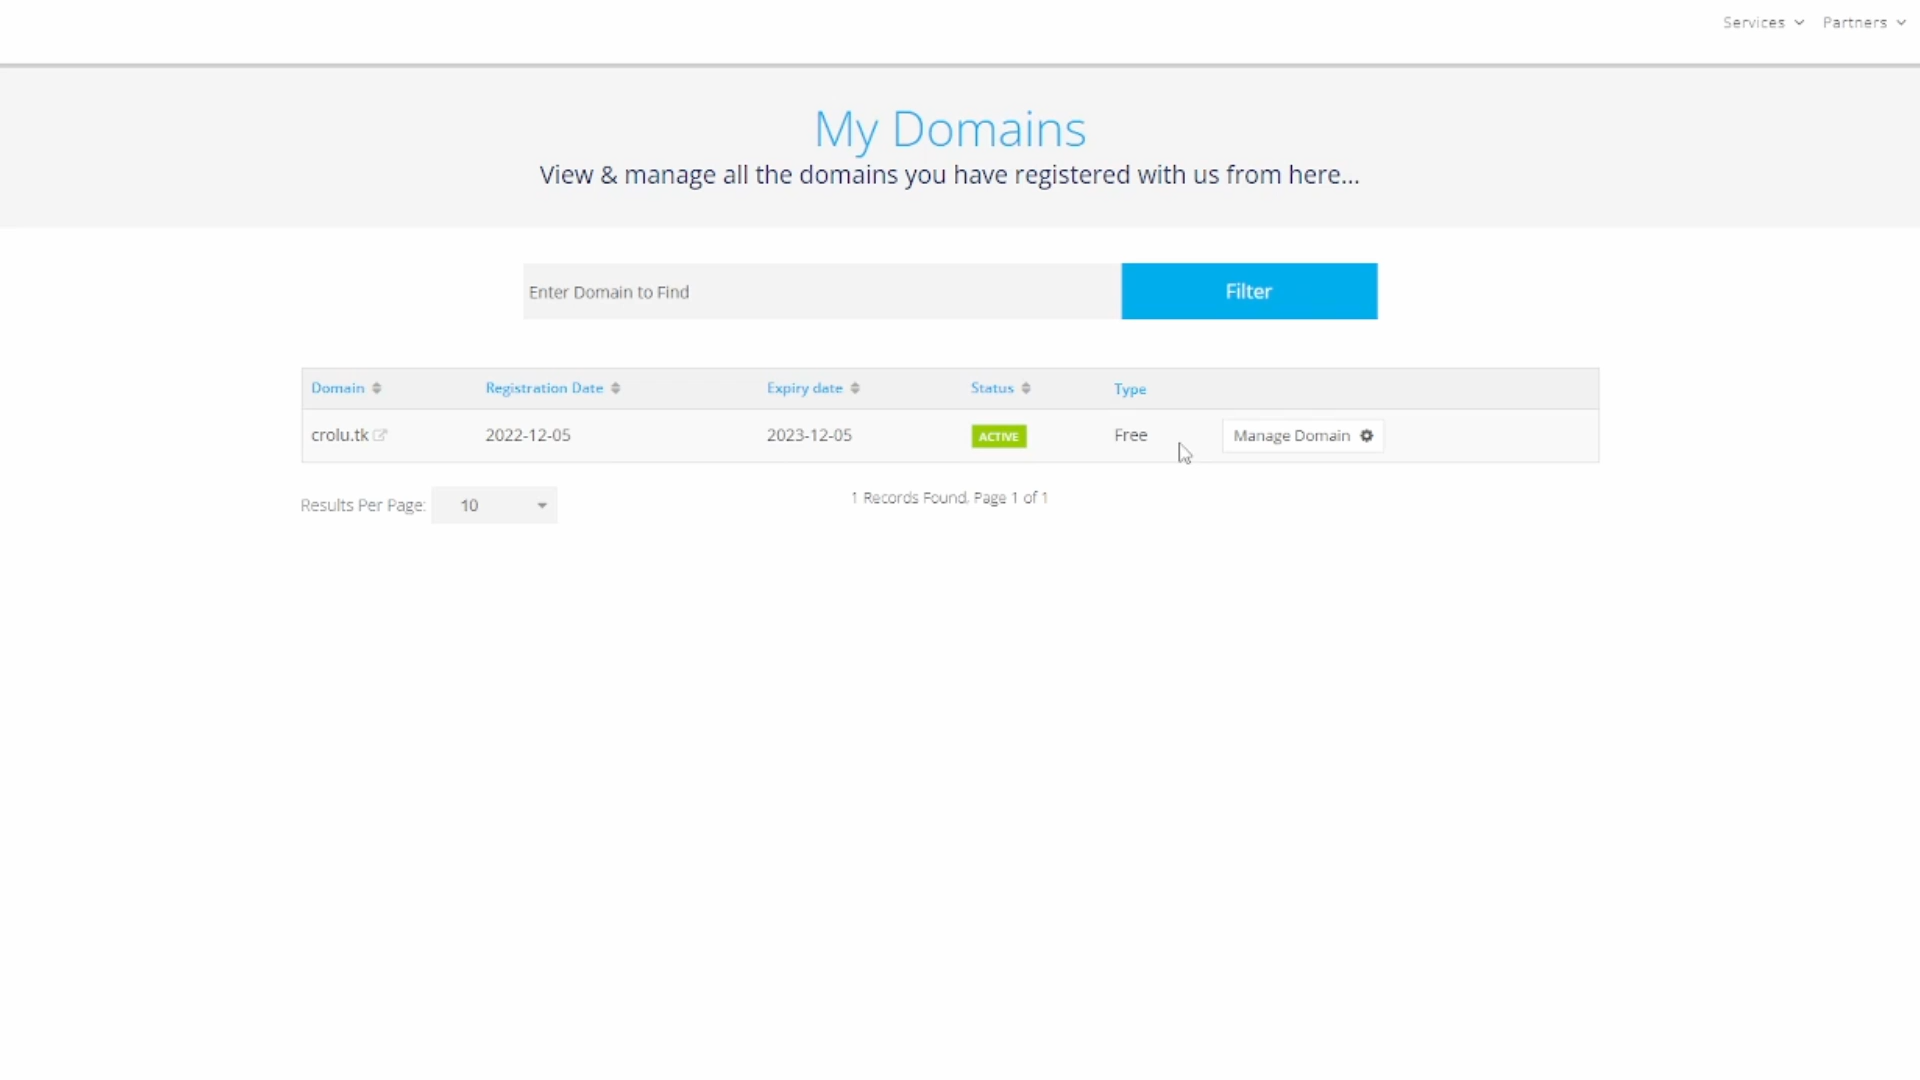 Services Partners
My Domains
View & manage all the domains you have registered with us from here...
Enter Domain to Find Filter
Domain Registration Date Expiry date Status Type
crolu.tk 2022-12-05 2023-12-05 ACTIVE Free Manage Domain
Results Per Page: 10 1 Records Found, Page 1 of 1